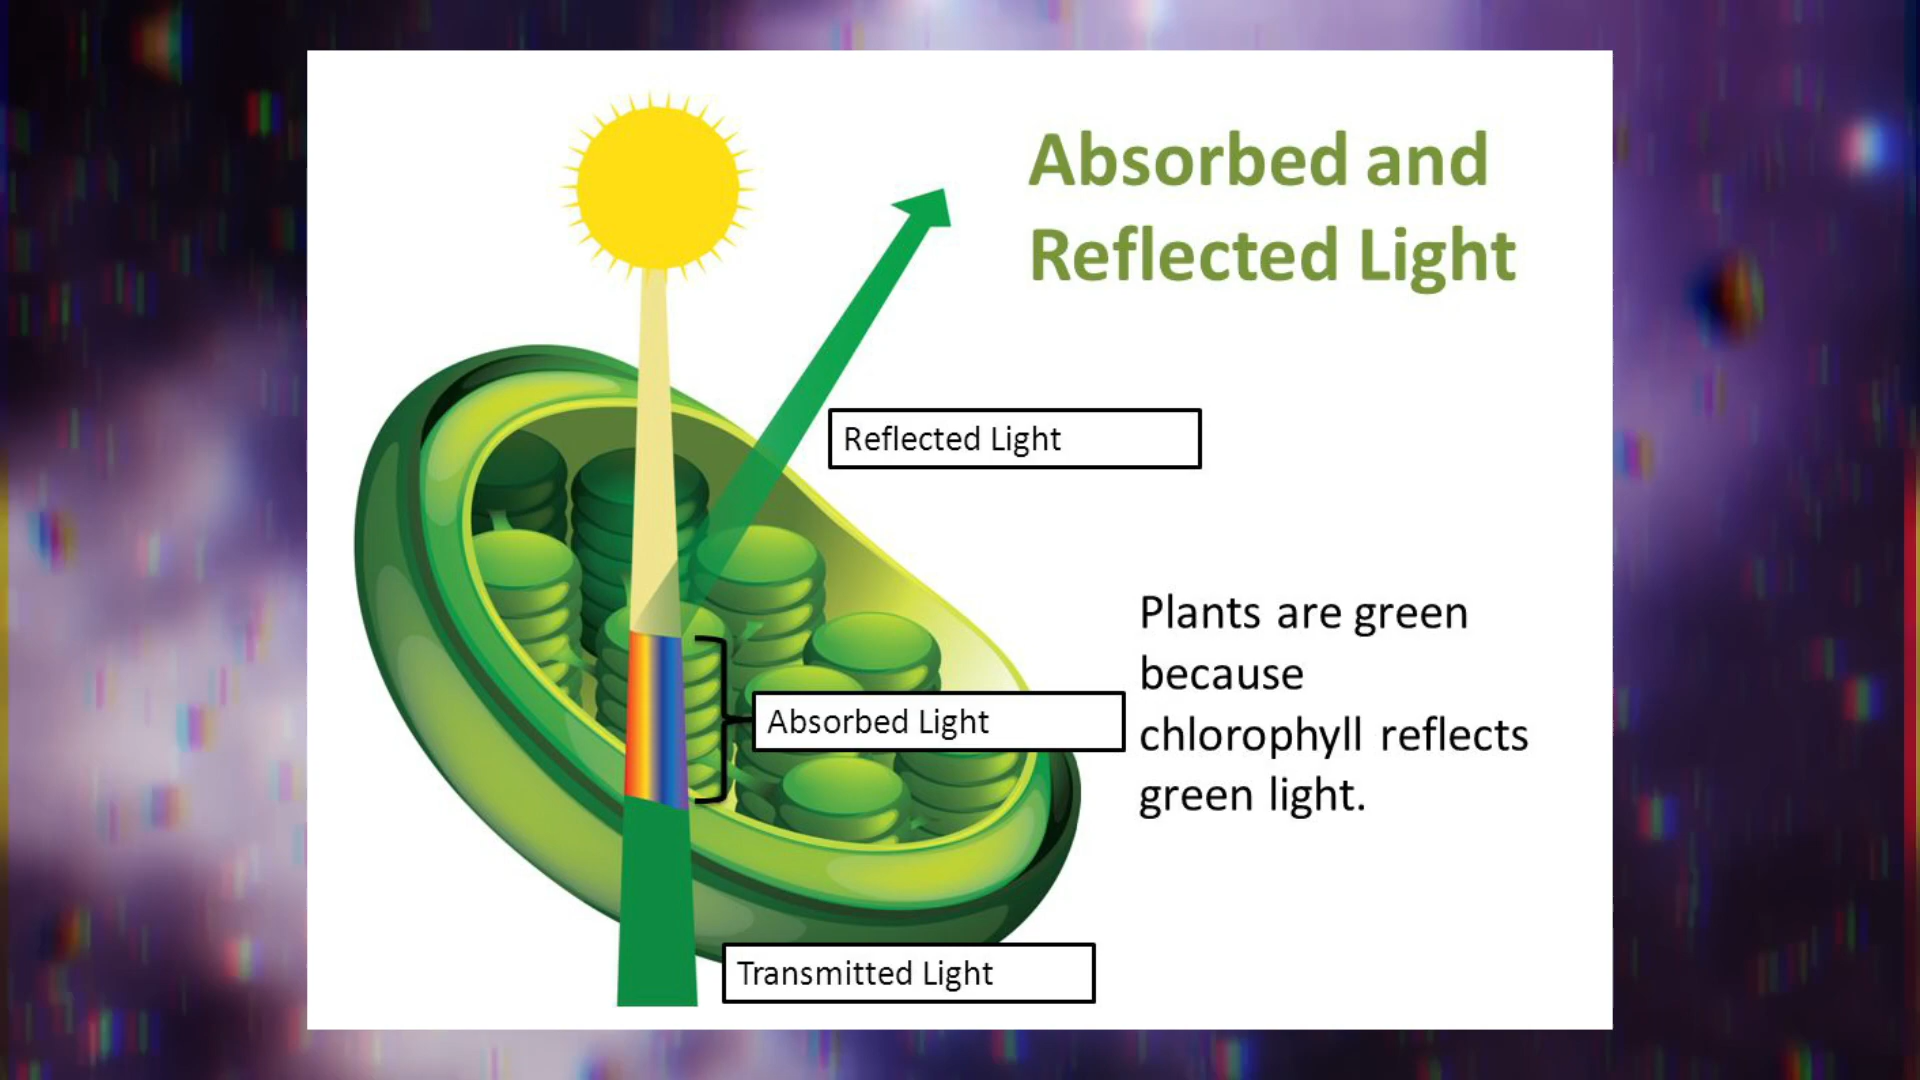 Absorbed and
Reflected Light
Reflected Light
Plants are green
because
chlorophyll reflects
green light.
Absorbed Light
Transmitted Light